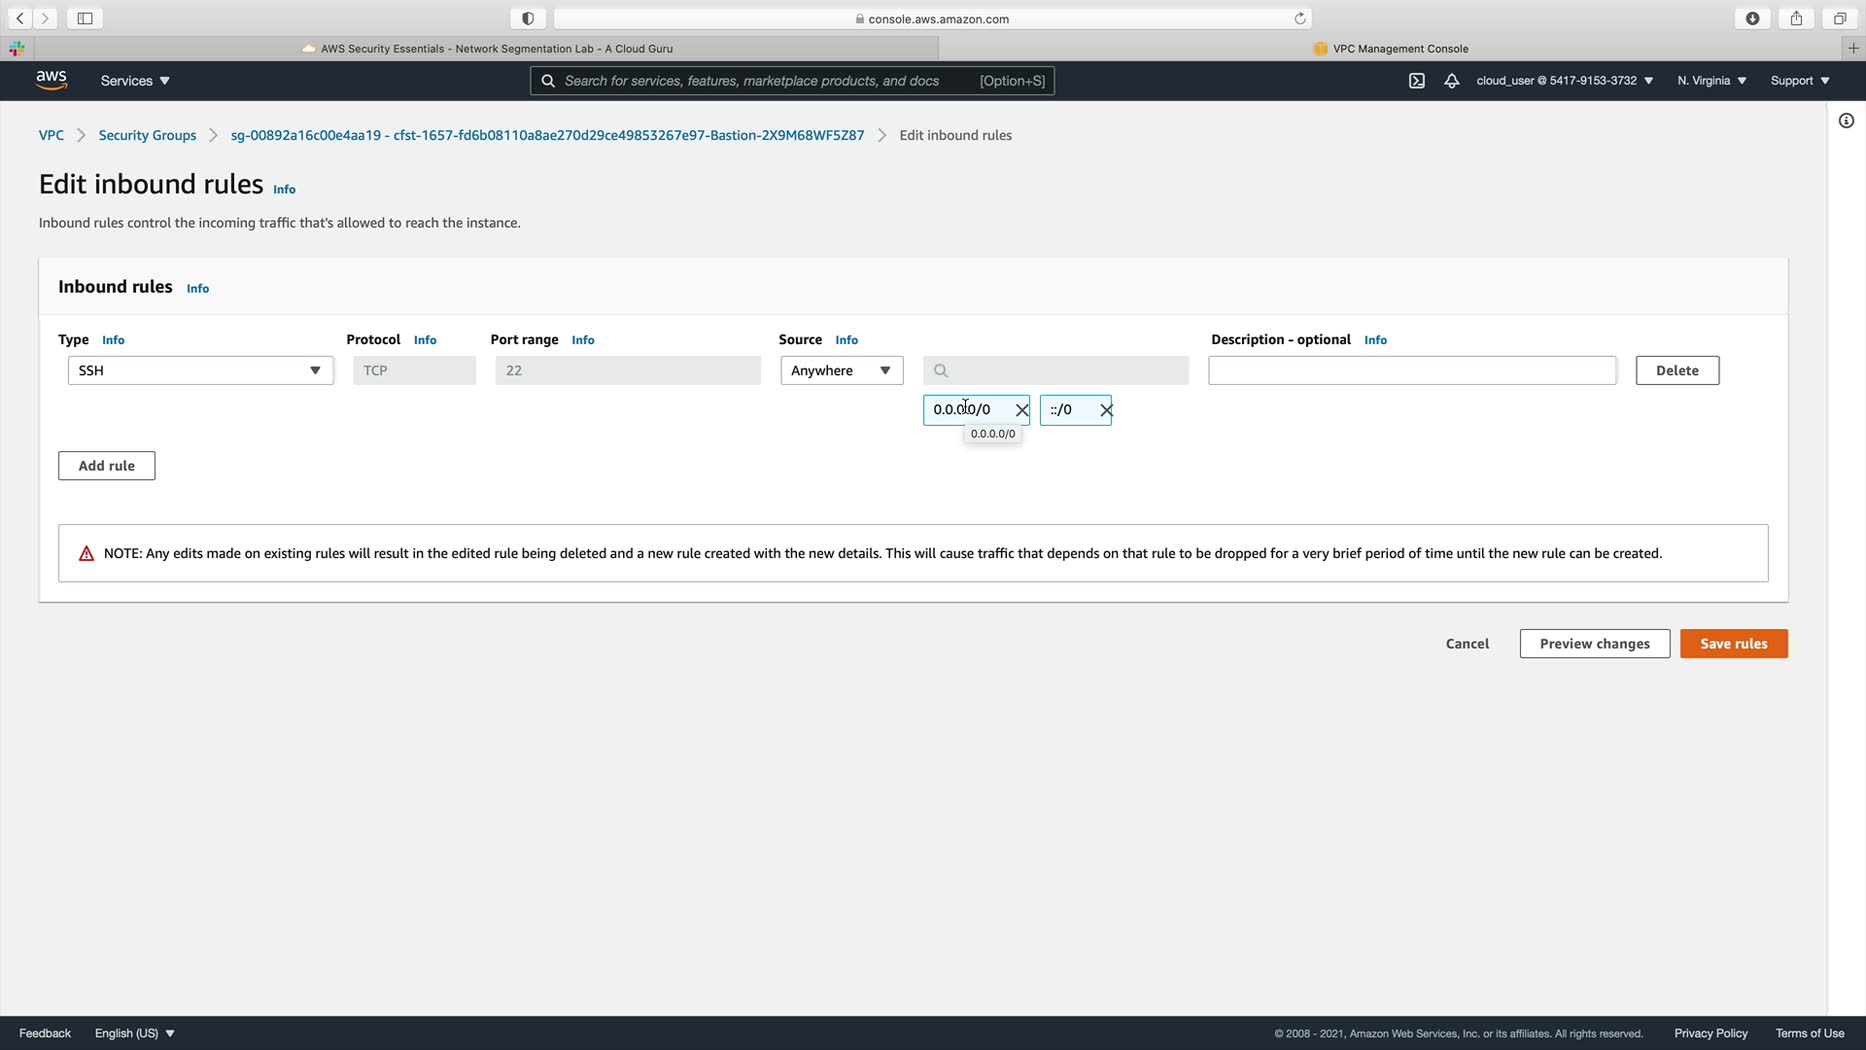 console.aws.amazon.com
AWS Security Essentials - Network Segmentation Lab - A Cloud Guru
VPC Management Console
aws
Services
Search for services, features, marketplace products, and docs [Option+S]
cloud_user @ 5417-9153-3732
N. Virginia
Support
VPC
Security Groups
sg-00892a16c00e4aa19 - cfst-1657-fd6b08110a8ae270d29ce49853267e97-Bastion-2X9M68WF5Z87
Edit inbound rules
Edit inbound rules Info
Inbound rules control the incoming traffic that's allowed to reach the instance.
Inbound rules Info
Type Info
Protocol Info
Port range Info
Source Info
Description - optional Info
SSH
TCP
22
Anywhere
Delete
0.0.0.0/0
::/0
0.0.0.0/0
Add rule
NOTE: Any edits made on existing rules will result in the edited rule being deleted and a new rule created with the new details. This will cause traffic that depends on that rule to be dropped for a very brief period of time until the new rule can be created.
Cancel
Preview changes
Save rules
Feedback
English (US)
© 2008 - 2021, Amazon Web Services, Inc. or its affiliates. All rights reserved.
Privacy Policy
Terms of Use